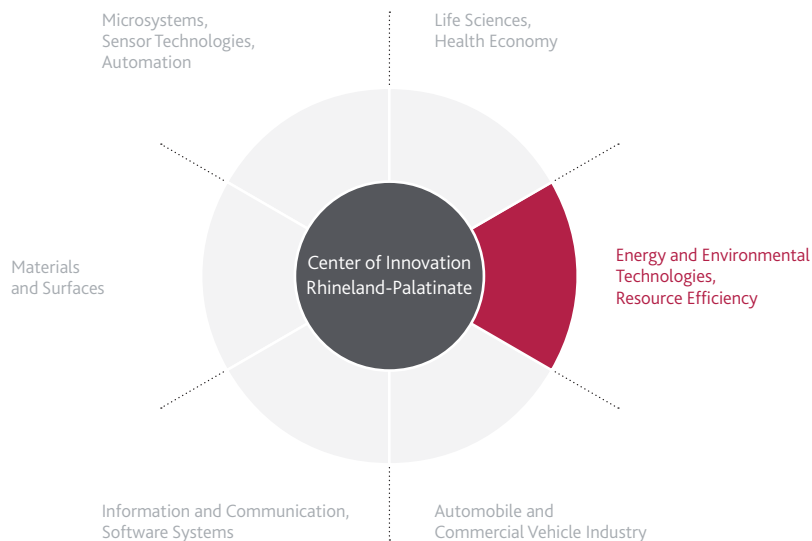 Microsystems,
Sensor Technologies,
Automation
Life Sciences,
Health Economy
Center of Innovation
Rhineland-Palatinate
Energy and Environmental
Technologies,
Resource Efficiency
Materials
and Surfaces
Information and Communication,
Software Systems
Automobile and
Commercial Vehicle Industry